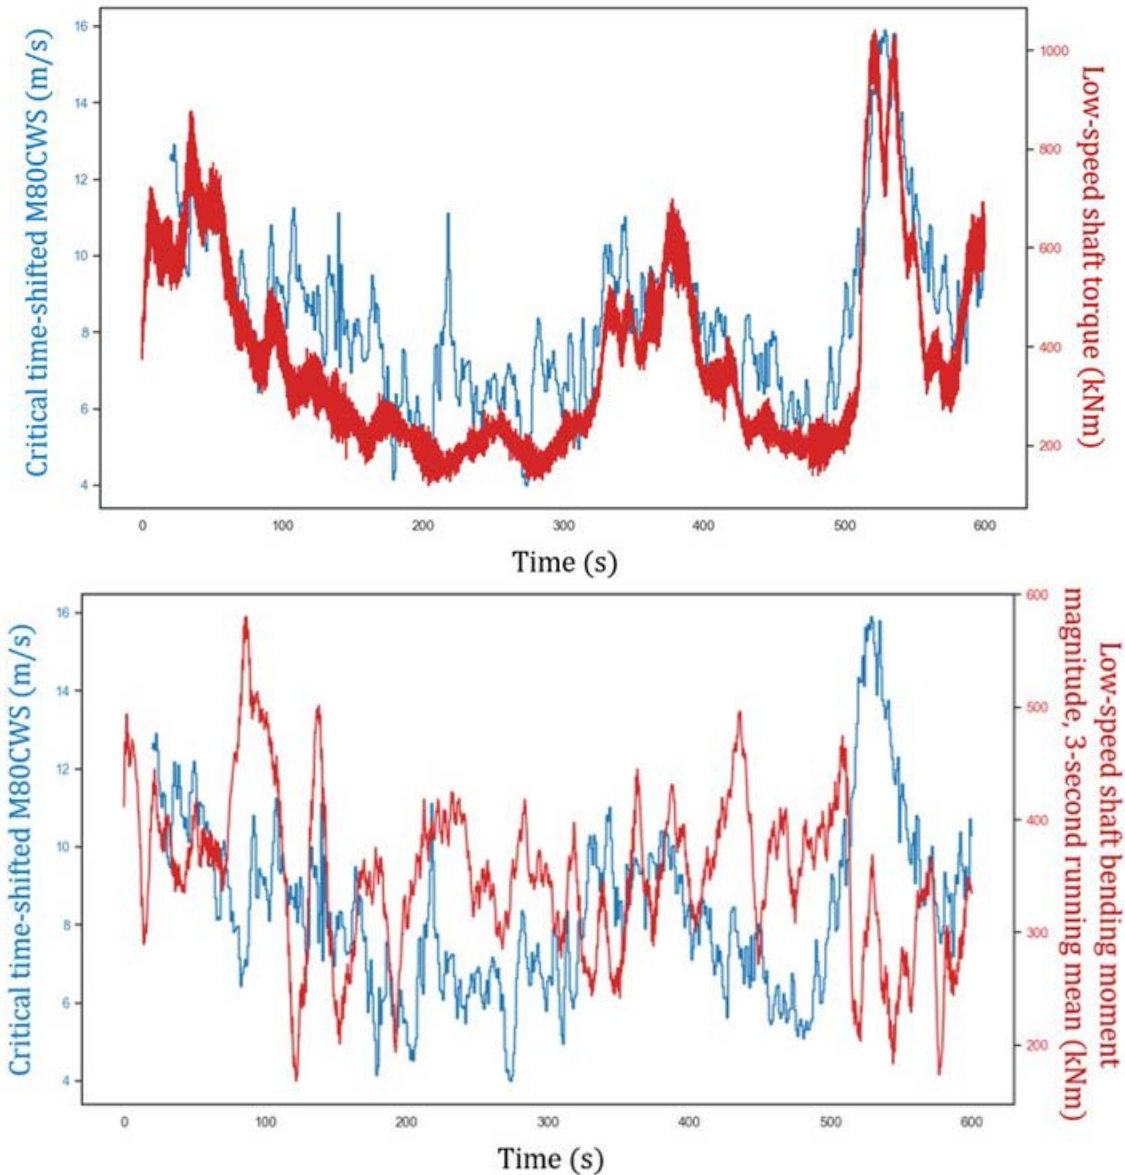 Critical time-shifted M80CWS (m/s)
16
14
12
10
8
6
4
1000
800
600
400
200
Low-speed shaft torque (kNm)
0 100 200 300 400 500 600
Time (s)
Critical time-shifted M80CWS (m/s)
16
14
12
10
8
6
4
600
500
400
300
200
Low-speed shaft bending moment
magnitude, 3-second running mean (kNm)
0 100 200 300 400 500 600
Time (s)